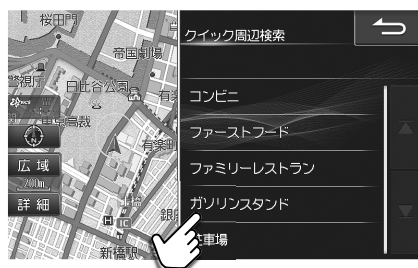 桜田門
帝国劇場
警視庁
日比谷公園
有楽町
広域
200m
詳細
銀
H
IC
新橋駅
クイック周辺検索
コンビニ
ファーストフード
ファミリーレストラン
ガソリンスタンド
車場